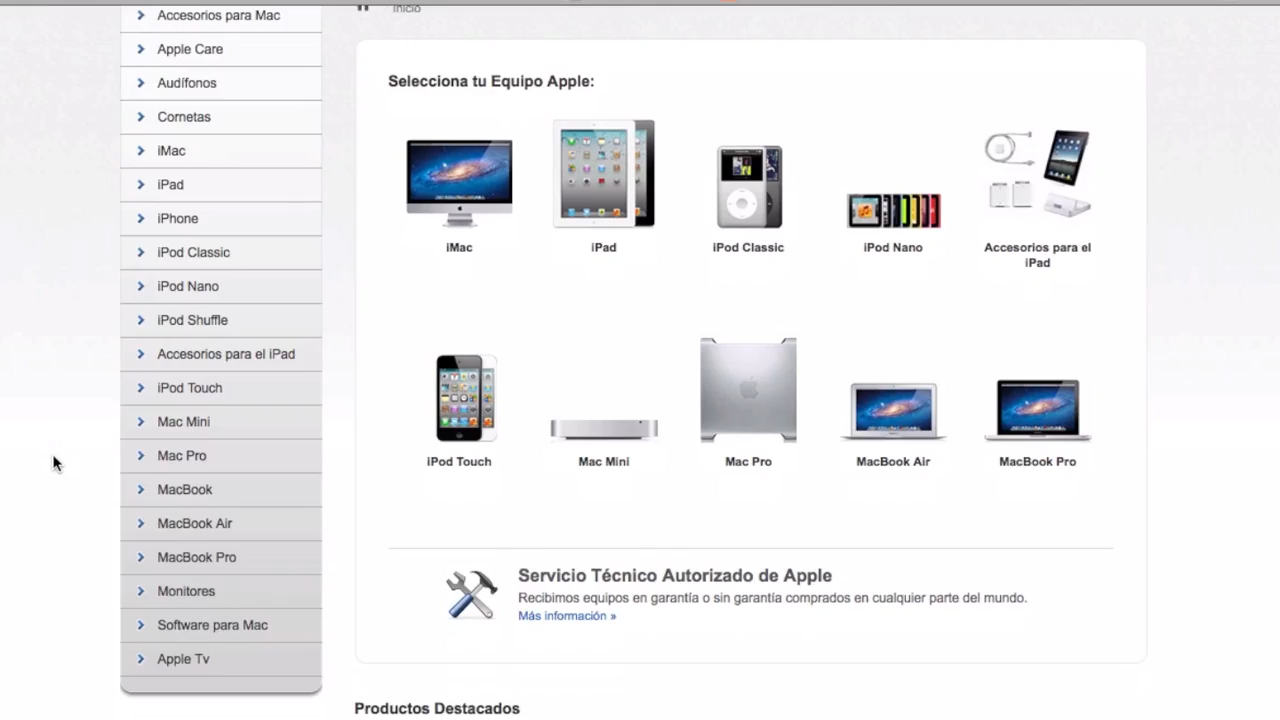 Accesorios para Mac
Apple Care
Audífonos
Cornetas
iMac
iPad
iPhone
iPod Classic
iPod Nano
iPod Shuffle
Accesorios para el iPad
iPod Touch
Mac Mini
Mac Pro
MacBook
MacBook Air
MacBook Pro
Monitores
Software para Mac
Apple Tv
Inicio
Selecciona tu Equipo Apple:
iMac
iPad
iPod Classic
iPod Nano
Accesorios para el
iPad
iPod Touch
Mac Mini
Mac Pro
MacBook Air
MacBook Pro
Servicio Técnico Autorizado de Apple
Recibimos equipos en garantía o sin garantía comprados en cualquier parte del mundo.
Más información »
Productos Destacados